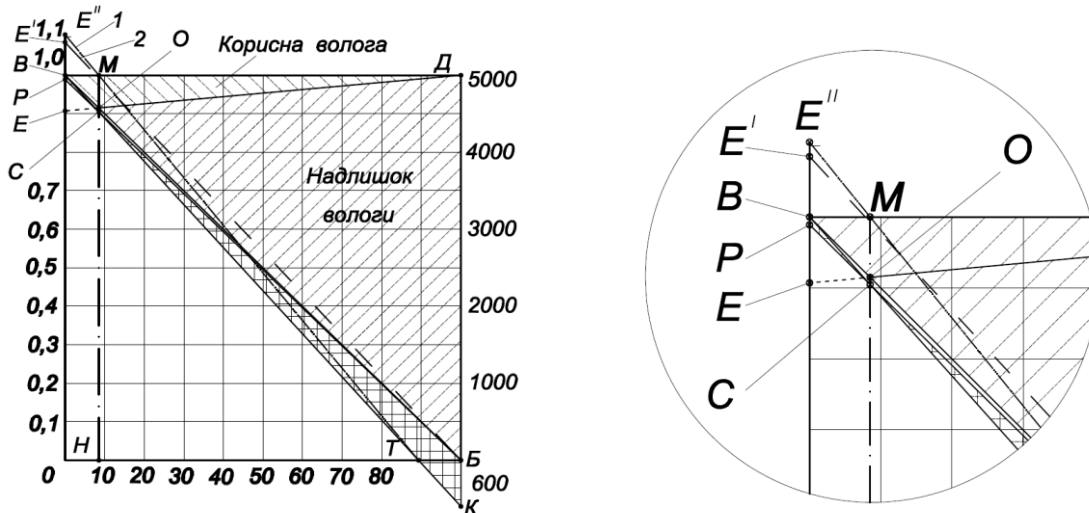 E' 1,1 E'' 1
2 O Корисна волога
B 1,0 M Д 5000
P
E
C 4000
0,7 Надлишок
вологи
0,6 3000
0,5
0,4 2000
0,3
0,2 1000
0,1
H T Б
0 10 20 30 40 50 60 70 80 600
К
E''
E' O
B M
P
E
C